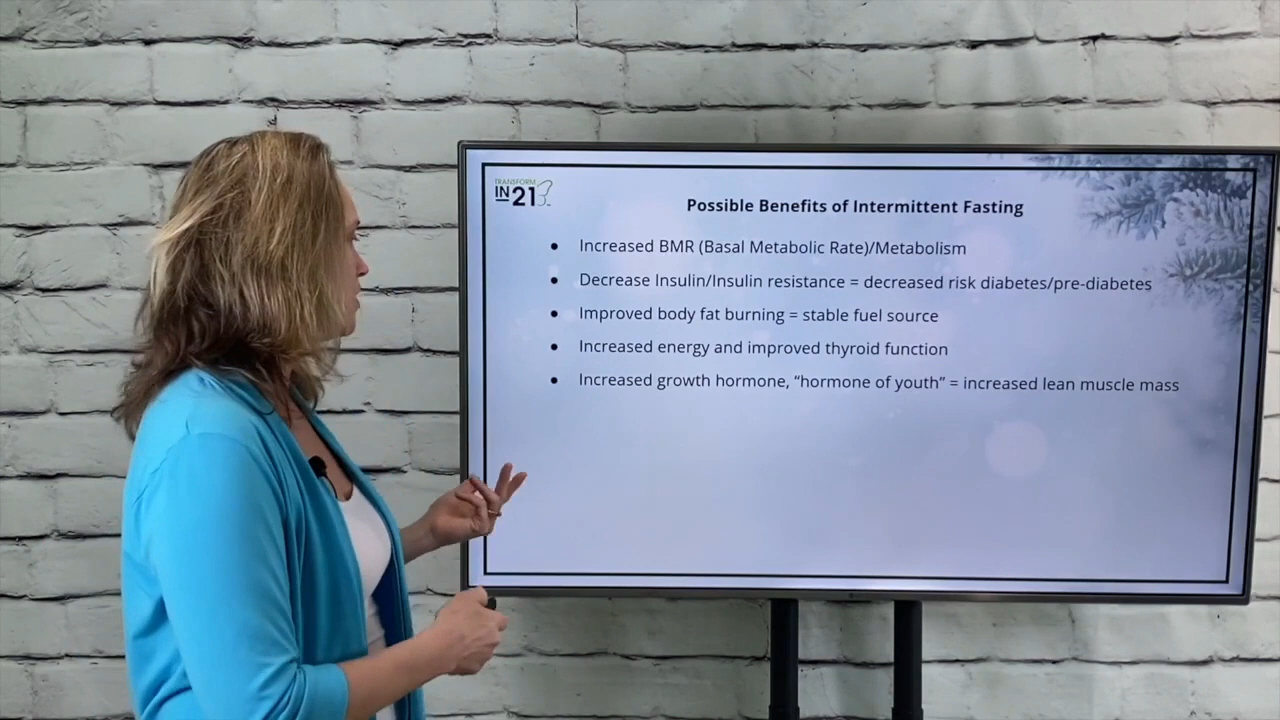 TRANSFORM
IN 21
Possible Benefits of Intermittent Fasting
• Increased BMR (Basal Metabolic Rate)/Metabolism
• Decrease Insulin/Insulin resistance = decreased risk diabetes/pre-diabetes
• Improved body fat burning = stable fuel source
• Increased energy and improved thyroid function
• Increased growth hormone, “hormone of youth” = increased lean muscle mass